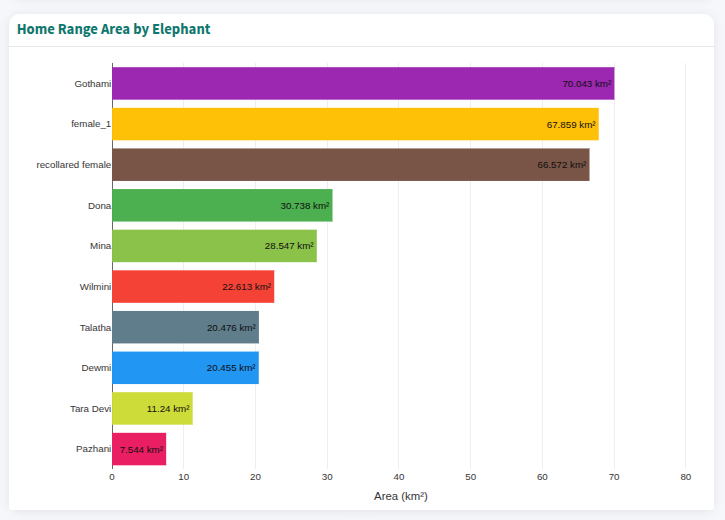 Home Range Area by Elephant
Gothami 70.043 km²
female_1 67.859 km²
recollared female 66.572 km²
Dona 30.738 km²
Mina 28.547 km²
Wilmini 22.613 km²
Talatha 20.476 km²
Dewmi 20.455 km²
Tara Devi 11.24 km²
Pazhani 7.544 km²
0 10 20 30 40 50 60 70 80
Area (km²)